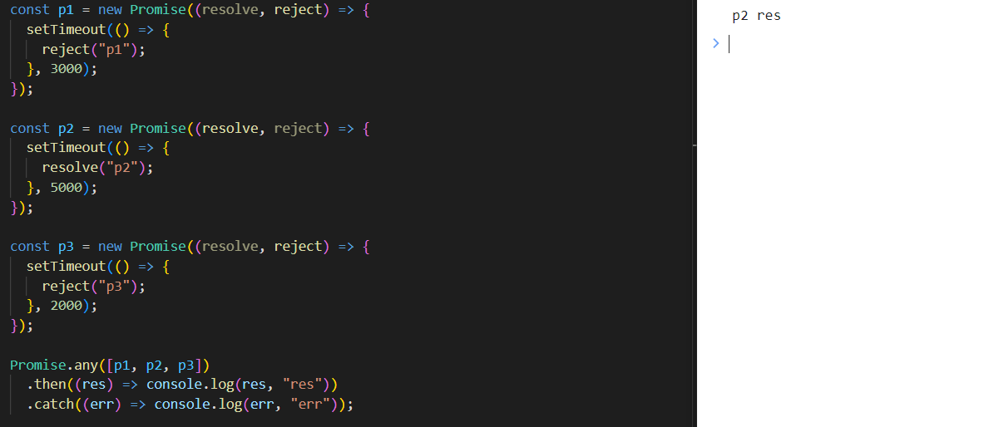 const p1 = new Promise((resolve, reject) => {
  setTimeout(() => {
    reject("p1");
  }, 3000);
});

const p2 = new Promise((resolve, reject) => {
  setTimeout(() => {
    resolve("p2");
  }, 5000);
});

const p3 = new Promise((resolve, reject) => {
  setTimeout(() => {
    reject("p3");
  }, 2000);
});

Promise.any([p1, p2, p3])
  .then((res) => console.log(res, "res"))
  .catch((err) => console.log(err, "err"));
p2 res
>